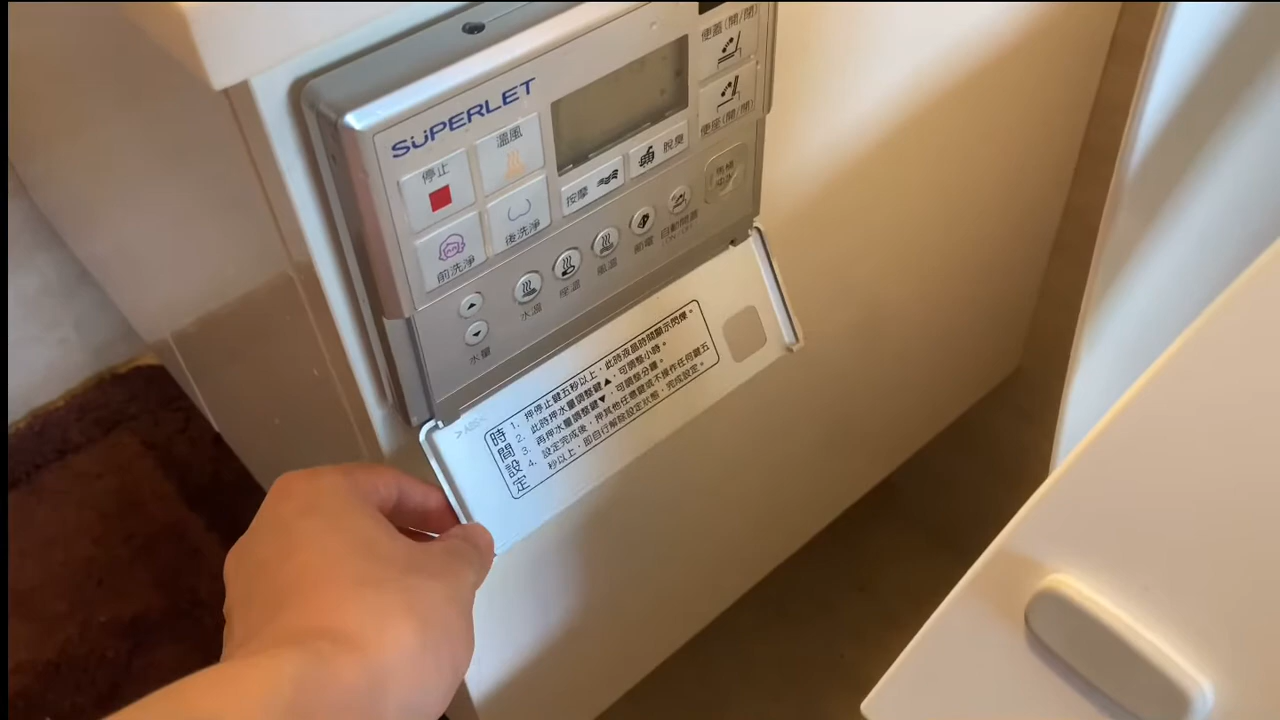 SÜPERLET
停止
溫風
便蓋(開/閉)
便座(開/閉)
前洗淨
後洗淨
按摩
脫臭
水量
水溫
座溫
風溫
節電
自動開蓋
ON/OFF
>ABS<
時間設定
1. 押停止鍵五秒以上，此時液晶時間顯示閃爍。
2. 此時押水量調整鍵▲，可調整小時。
3. 再押水量調整鍵▼，可調整分鐘。
4. 設定完成後，押其他任意鍵或不操作任何鍵五
秒以上，即自行解除設定狀態，完成設定。